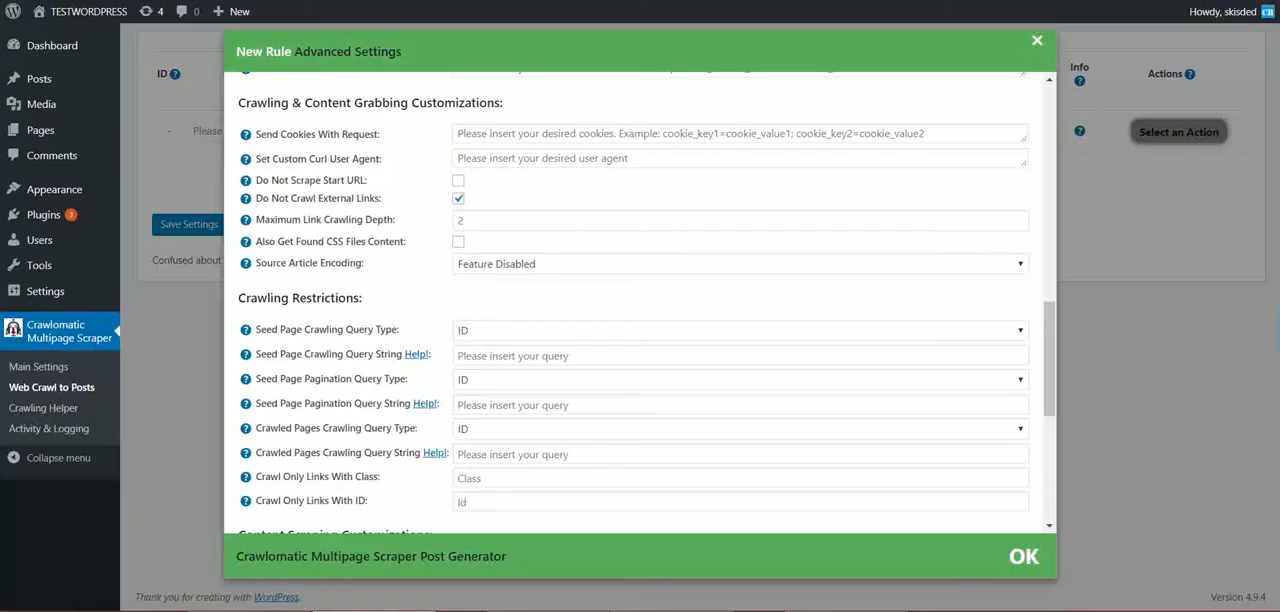 TESTWORDPRESS 4 0 New Howdy, skisded CR
Dashboard
Posts
Media
Pages
Comments
Appearance
Plugins 3
Users
Tools
Settings
Crawlomatic
Multipage Scraper
Main Settings
Web Crawl to Posts
Crawling Helper
Activity & Logging
Collapse menu
ID ?
- Please
Save Settings
Confused about
New Rule Advanced Settings ×
Crawling & Content Grabbing Customizations:
? Send Cookies With Request: Please insert your desired cookies. Example: cookie_key1=cookie_value1; cookie_key2=cookie_value2
? Set Custom Curl User Agent: Please insert your desired user agent
? Do Not Scrape Start URL:
? Do Not Crawl External Links:
? Maximum Link Crawling Depth: 2
? Also Get Found CSS Files Content:
? Source Article Encoding: Feature Disabled
Crawling Restrictions:
? Seed Page Crawling Query Type: ID
? Seed Page Crawling Query String Help!: Please insert your query
? Seed Page Pagination Query Type: ID
? Seed Page Pagination Query String Help!: Please insert your query
? Crawled Pages Crawling Query Type: ID
? Crawled Pages Crawling Query String Help!: Please insert your query
? Crawl Only Links With Class: Class
? Crawl Only Links With ID: Id
Content Scraping Customizations:
Crawlomatic Multipage Scraper Post Generator OK
Info
?
Actions ?
? Select an Action
Thank you for creating with WordPress. Version 4.9.4